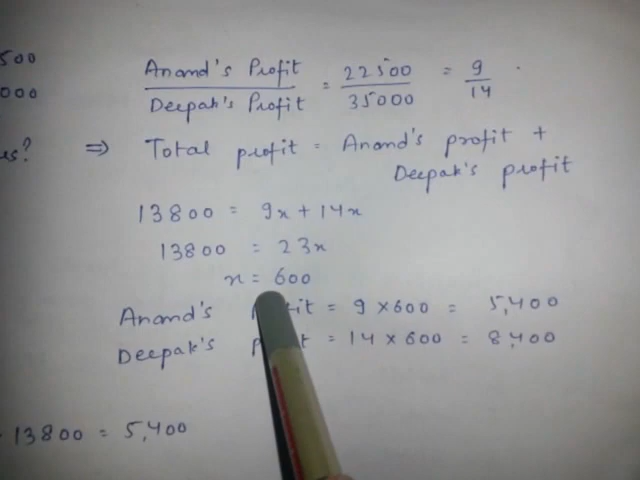 500
000
Anand's Profit / Deepak's Profit = 22500 / 35000 = 9 / 14 .
es? ⇒ Total profit = Anand's profit +
Deepak's profit
13800 = 9x + 14x
13800 = 23x
x = 600
Anand's fit = 9 × 600 = 5,400
Deepak's p t = 14 × 600 = 8,400
13800 = 5,400